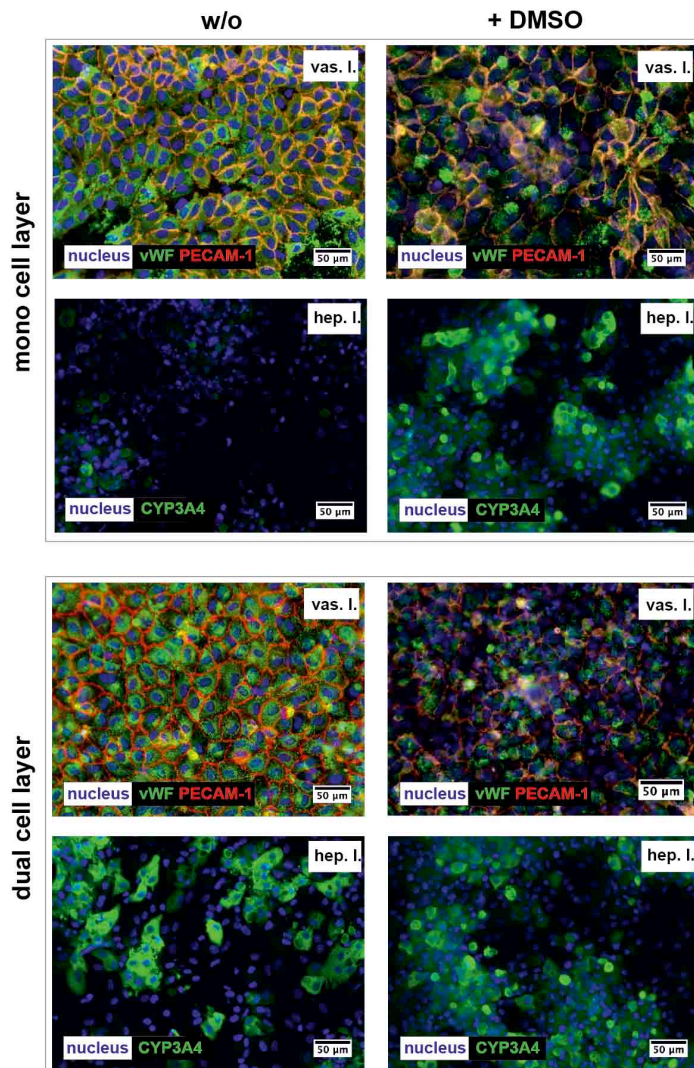 w/o
+ DMSO
mono cell layer
vas. l.
nucleus vWF PECAM-1
50 µm
vas. l.
nucleus vWF PECAM-1
50 µm
hep. l.
nucleus CYP3A4
50 µm
hep. l.
nucleus CYP3A4
50 µm
dual cell layer
vas. l.
nucleus vWF PECAM-1
50 µm
vas. l.
nucleus vWF PECAM-1
50 µm
hep. l.
nucleus CYP3A4
50 µm
hep. l.
nucleus CYP3A4
50 µm